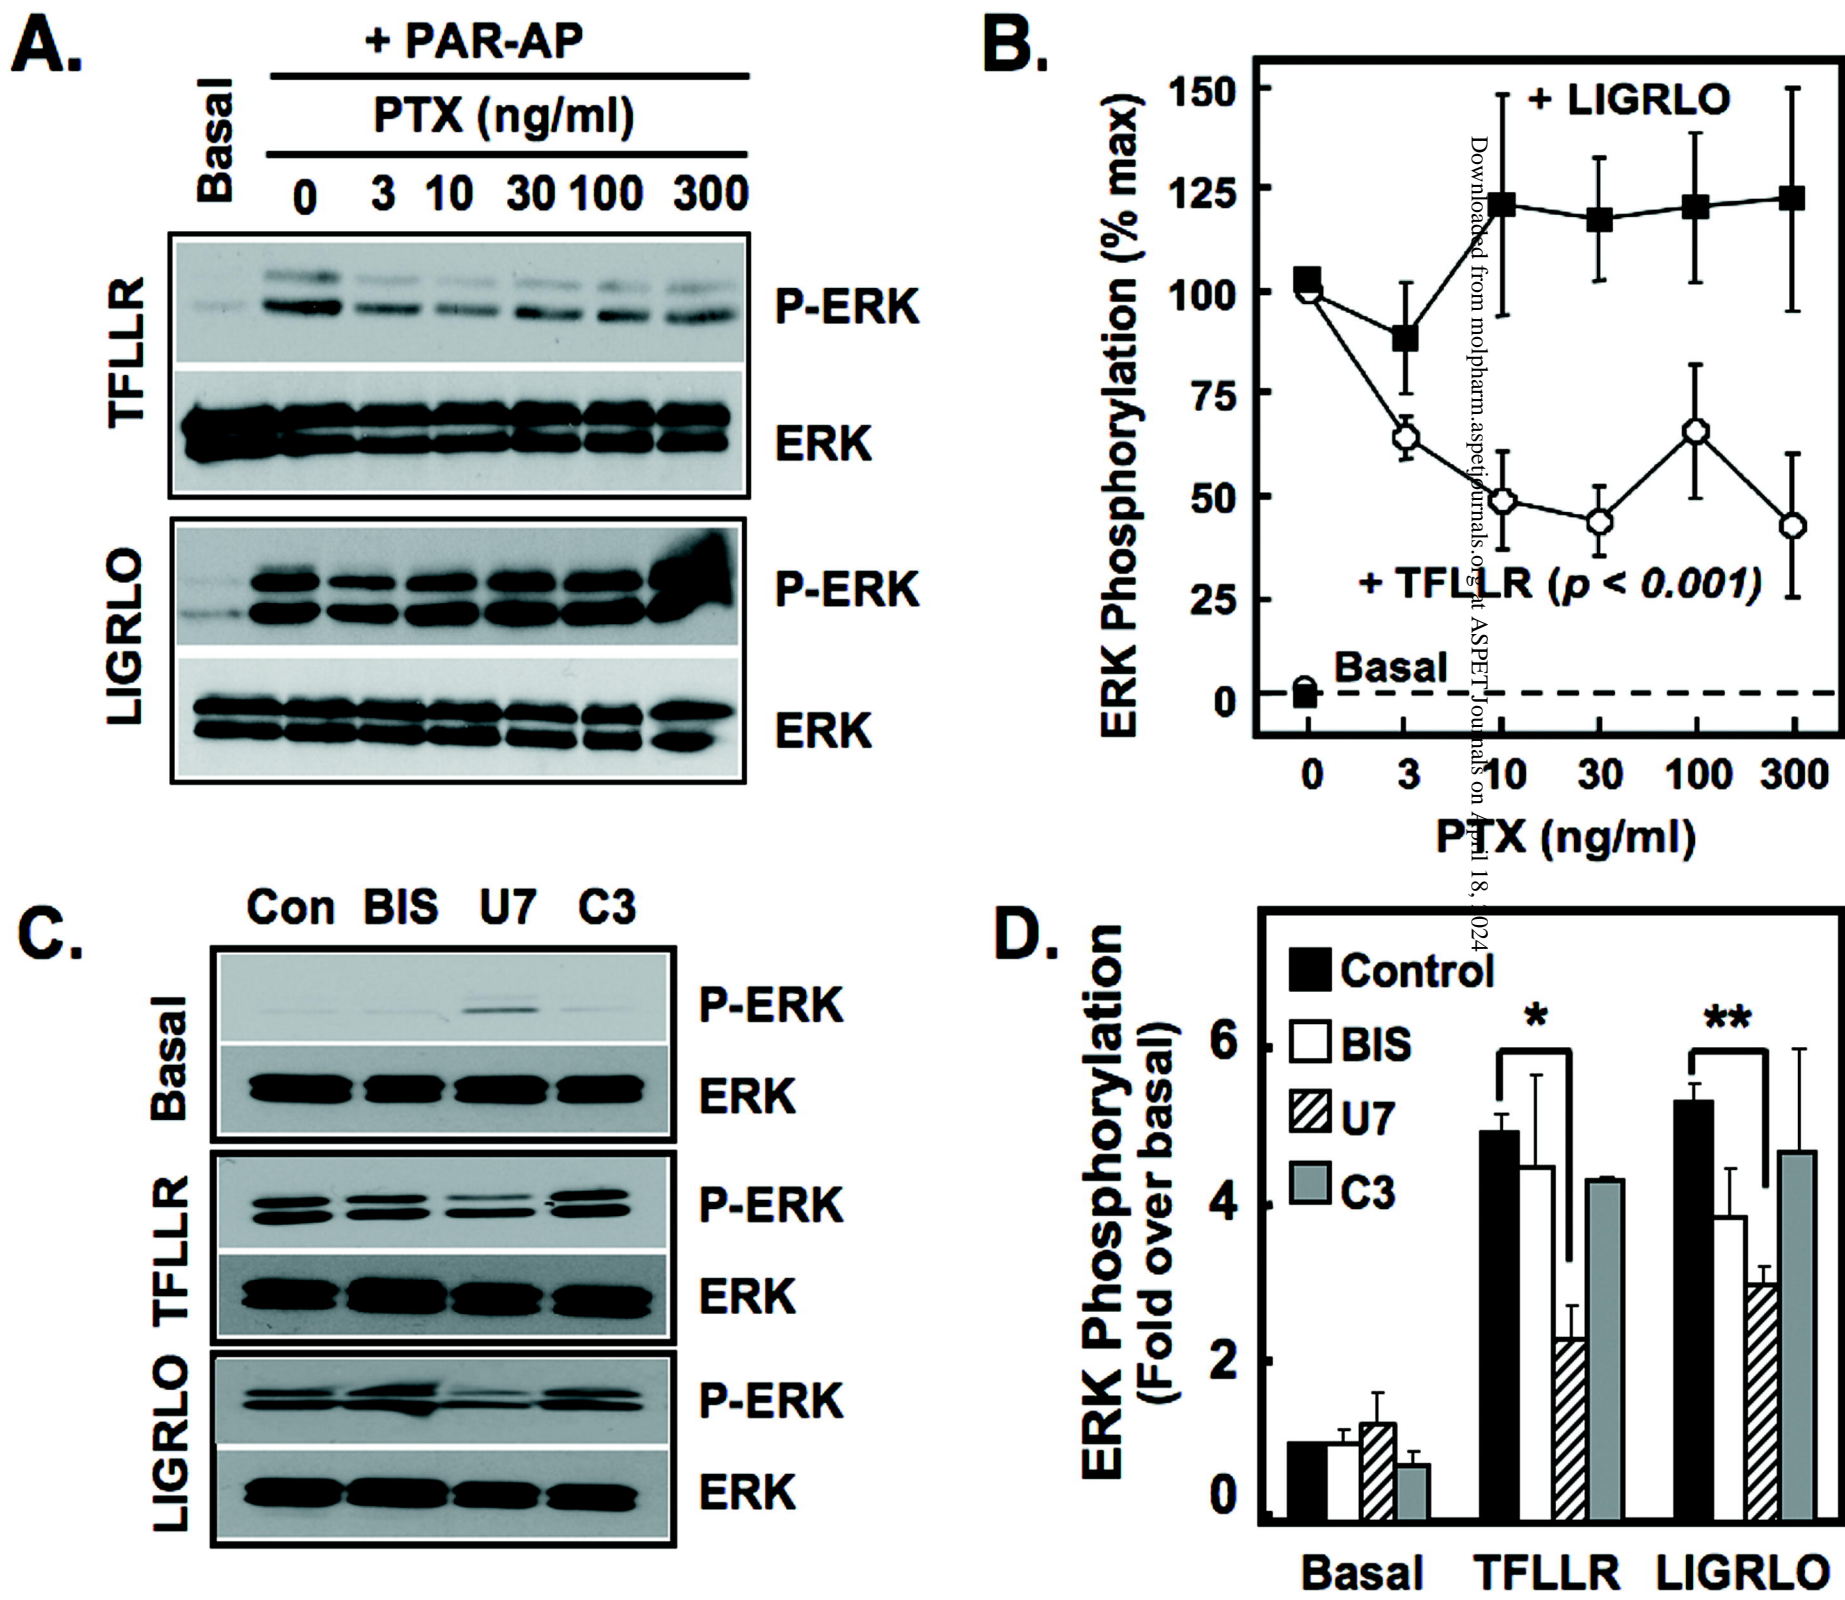 A.
+ PAR-AP
Basal
PTX (ng/ml)
0 3 10 30 100 300
TFLLR
P-ERK
ERK
LIGRLO
P-ERK
ERK
B.
ERK Phosphorylation (% max)
150
125
100
75
50
25
0
+ LIGRLO
+ TFLLR (p < 0.001)
Basal
0 3 10 30 100 300
PTX (ng/ml)
Downloaded from molpharm.aspetjournals.org at ASPET Journals on April 18, 2024
C.
Con BIS U7 C3
Basal
P-ERK
ERK
TFLLR
P-ERK
ERK
LIGRLO
P-ERK
ERK
D.
ERK Phosphorylation
(Fold over basal)
6
4
2
0
Control
BIS
U7
C3
*
**
Basal TFLLR LIGRLO